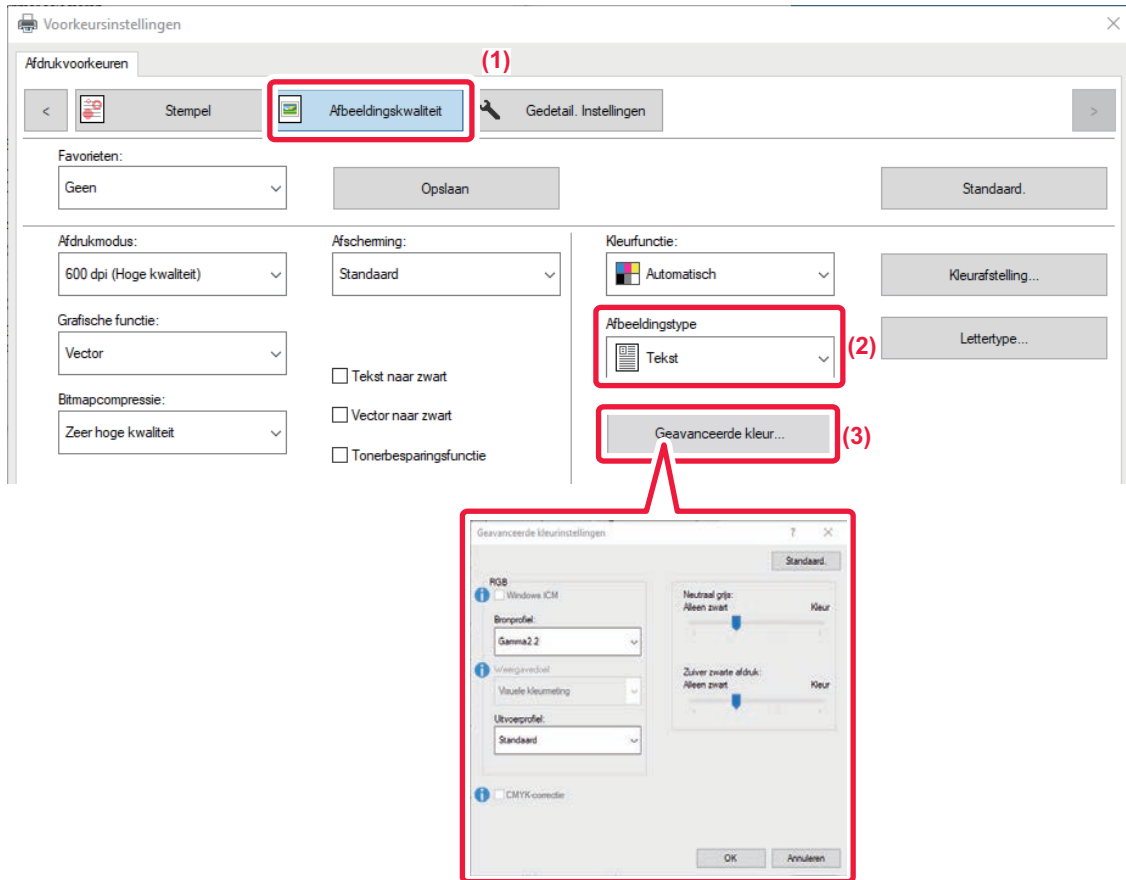 Voorkeursinstellingen
Afdrukvoorkeuren
(1)
<
Stempel
Afbeeldingskwaliteit
Gedetail. Instellingen
>
Favorieten:
Geen
Opslaan
Standaard.
Afdrukmodus:
600 dpi (Hoge kwaliteit)
Afscherming:
Standaard
Kleurfunctie:
Automatisch
Kleurafstelling...
Grafische functie:
Vector
Afbeeldingstype
Tekst
(2)
Lettertype...
Tekst naar zwart
Bitmapcompressie:
Zeer hoge kwaliteit
Vector naar zwart
Tonerbesparingsfunctie
Geavanceerde kleur...
(3)
Geavanceerde kleurinstellingen
?
Standaard.
RGB
Windows ICM
Bronprofiel:
Gamma2.2
Weergavedoel
Visuele kleurmeting
Uitvoerprofiel:
Standaard
CMYK-correctie
Neutraal grijs:
Alleen zwart Kleur
Zuiver zwarte afdruk:
Alleen zwart Kleur
OK
Annuleren